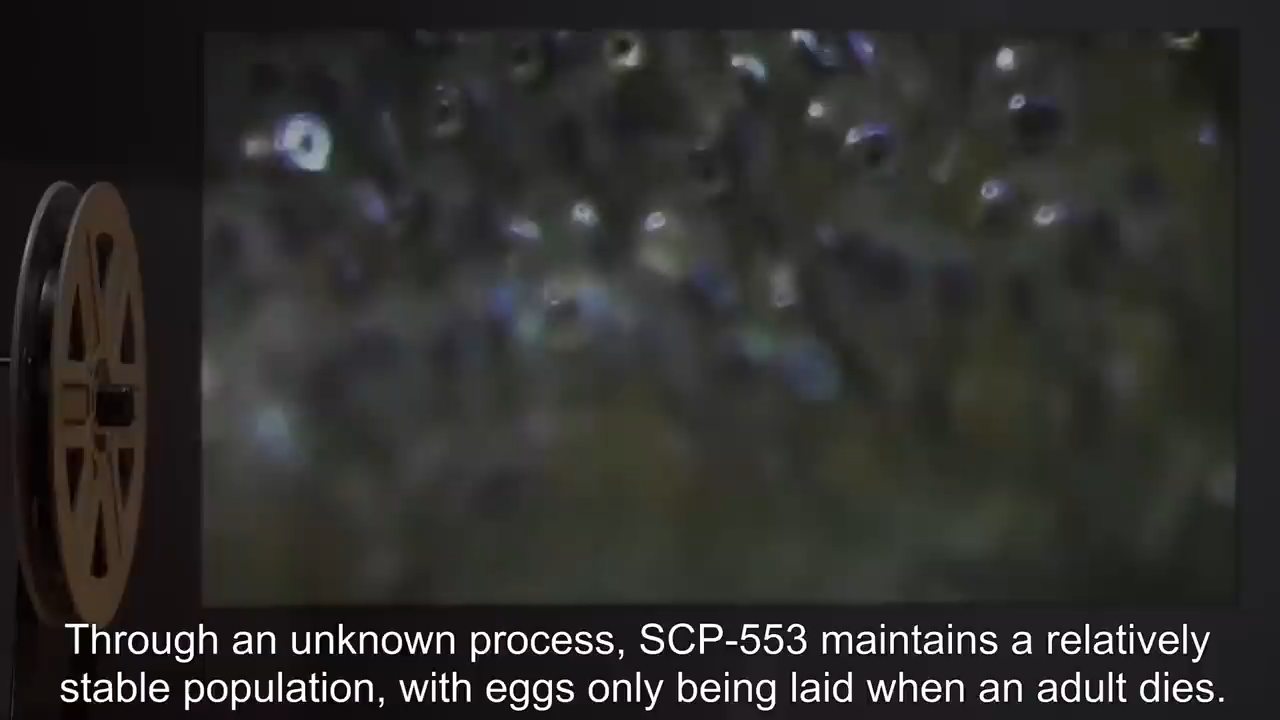 Through an unknown process, SCP-553 maintains a relatively
stable population, with eggs only being laid when an adult dies.